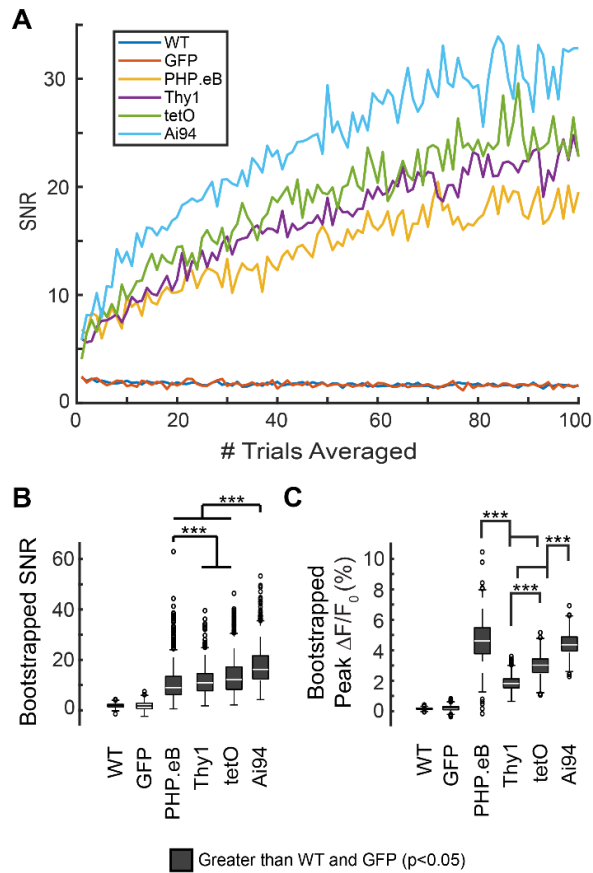 A
WT
GFP
PHP.eB
Thy1
tetO
Ai94
SNR
30
20
10
0
0
20
40
60
80
100
# Trials Averaged
B
***
***
Bootstrapped SNR
60
40
20
0
WT
GFP
PHP.eB
Thy1
tetO
Ai94
C
***
***
***
Bootstrapped
Peak ΔF/F0 (%)
10
8
6
4
2
0
WT
GFP
PHP.eB
Thy1
tetO
Ai94
Greater than WT and GFP (p<0.05)